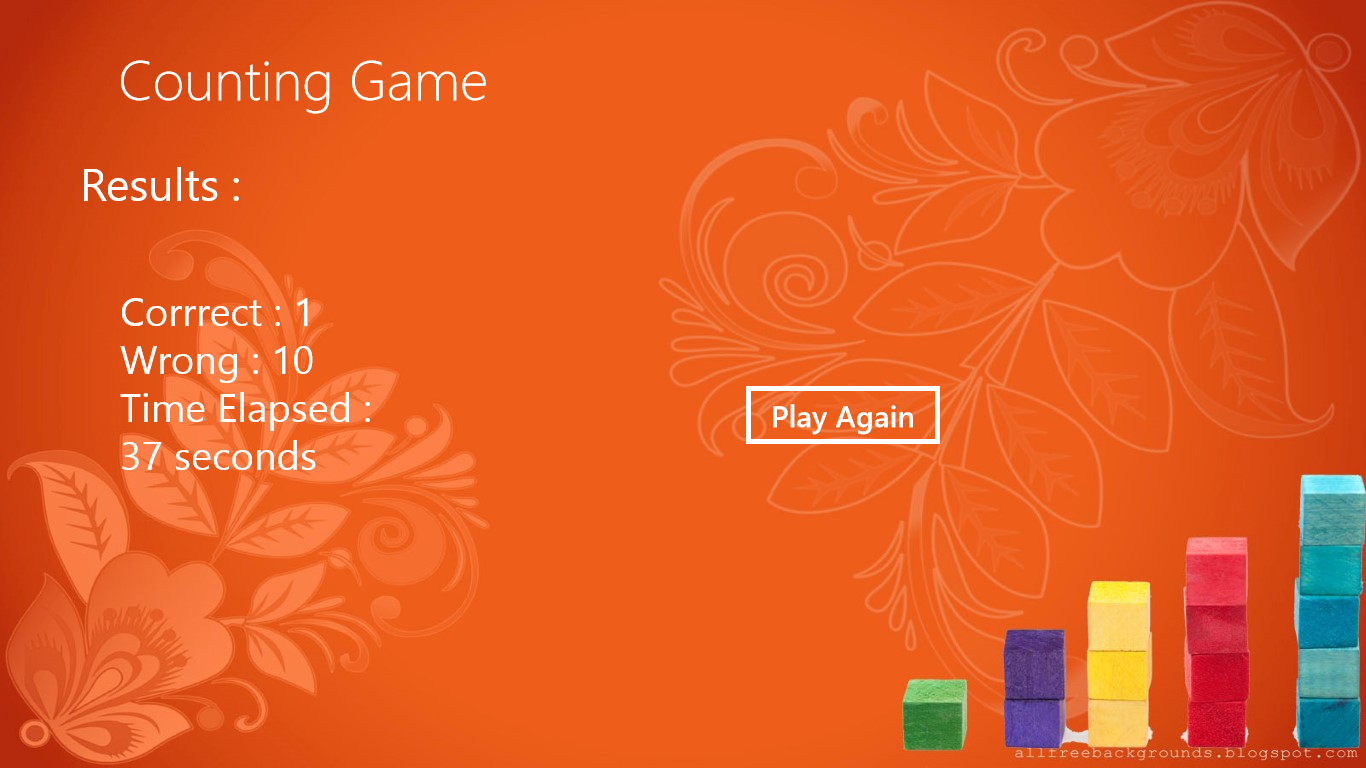 Counting Game
Results :
Corrrect : 1
Wrong : 10
Time Elapsed :
37 seconds
Play Again
allfreebackgrounds.blogspot.com